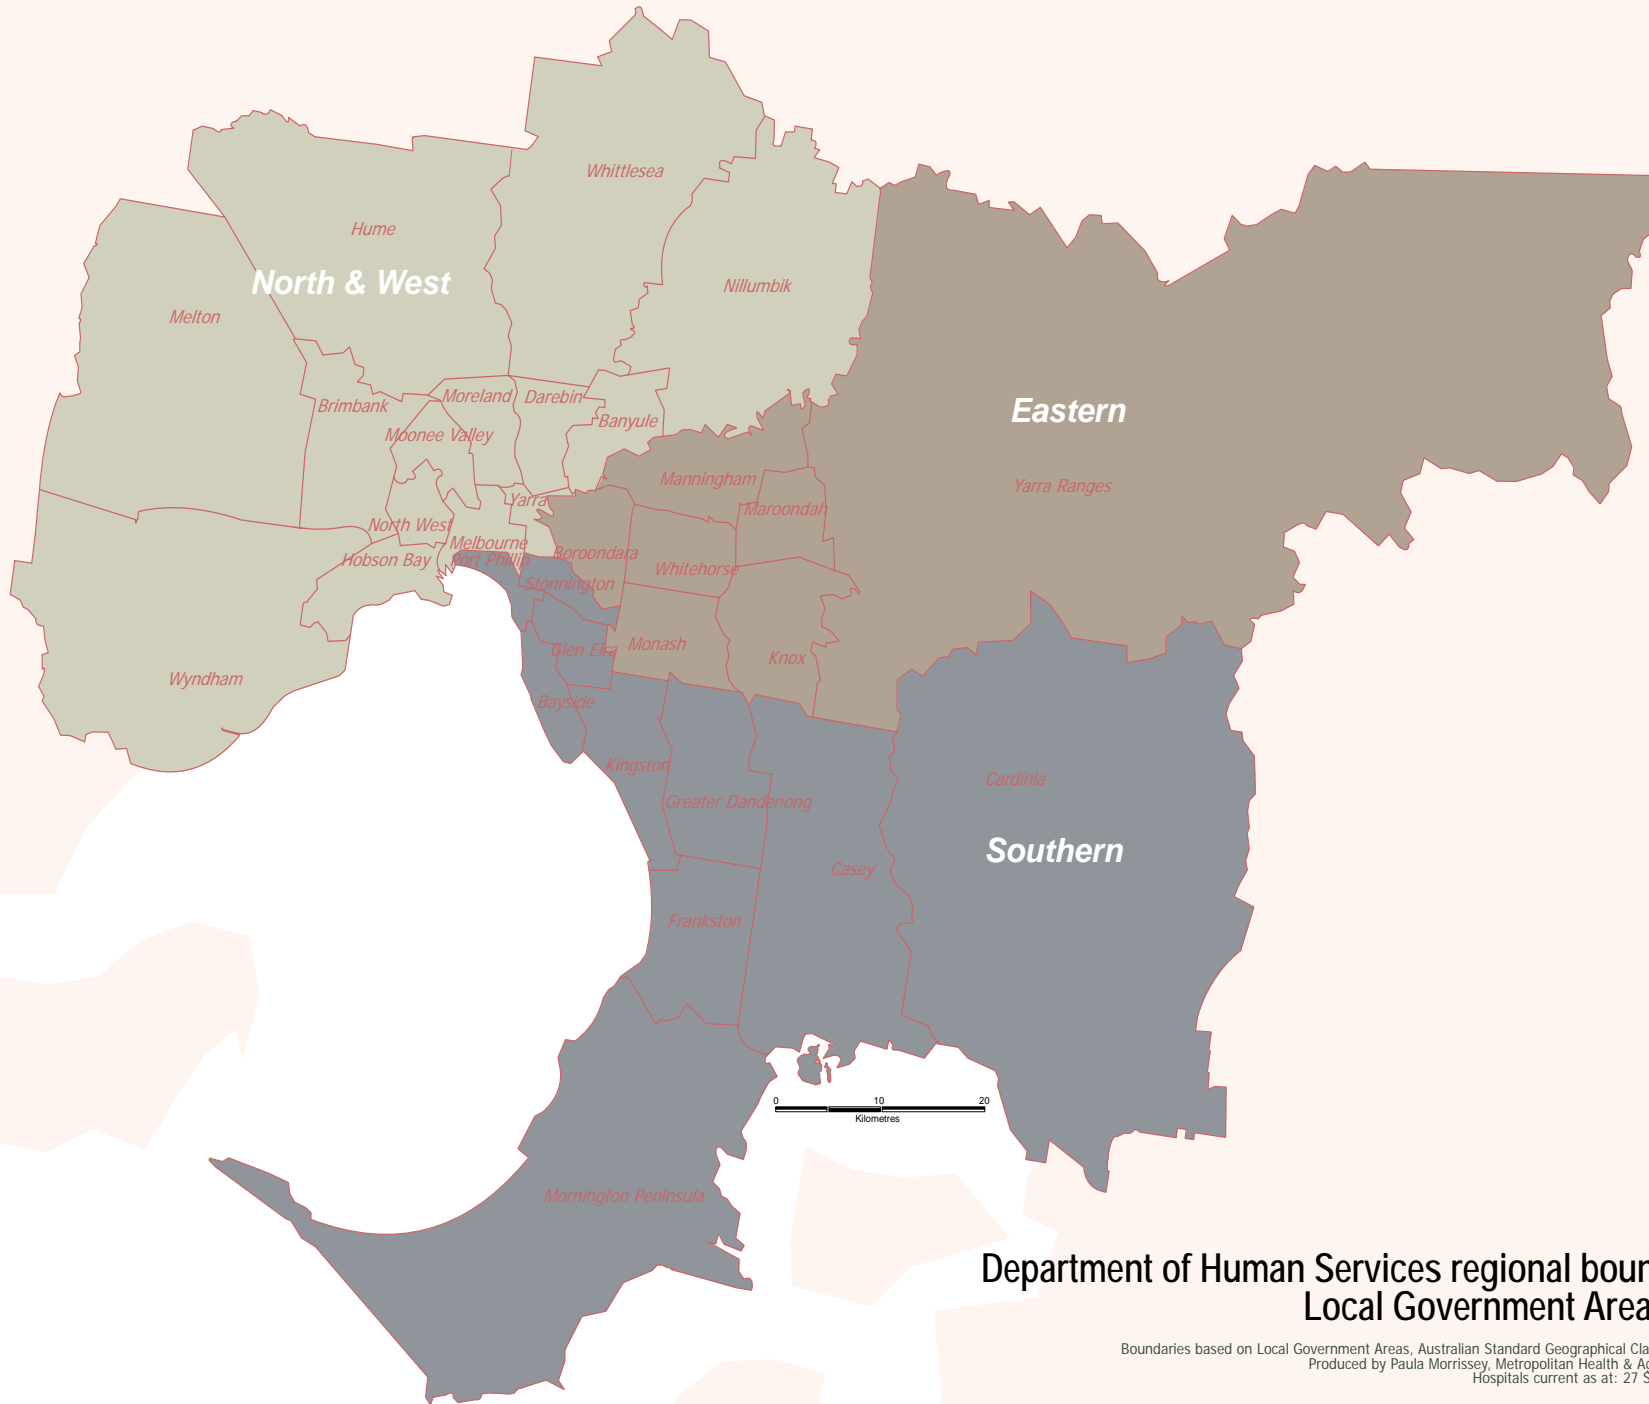 Whittlesea
Hume
North & West
Nillumbik
Melton
Eastern
Moreland
Darebin
Brimbank
Banyule
Moonee Valley
Manningham
Yarra Ranges
Yarra
Maroondah
North West
Melbourne
Boroondara
Hobson Bay
Port Phillip
Whitehorse
Stonnington
Monash
Glen Eira
Knox
Wyndham
Bayside
Kingston
Cardinia
Greater Dandenong
Southern
Casey
Frankston
0 10 20
Kilometres
Mornington Peninsula
Department of Human Services regional boun
Local Government Area
Boundaries based on Local Government Areas, Australian Standard Geographical Cla
Produced by Paula Morrissey, Metropolitan Health & Ag
Hospitals current as at: 27 S